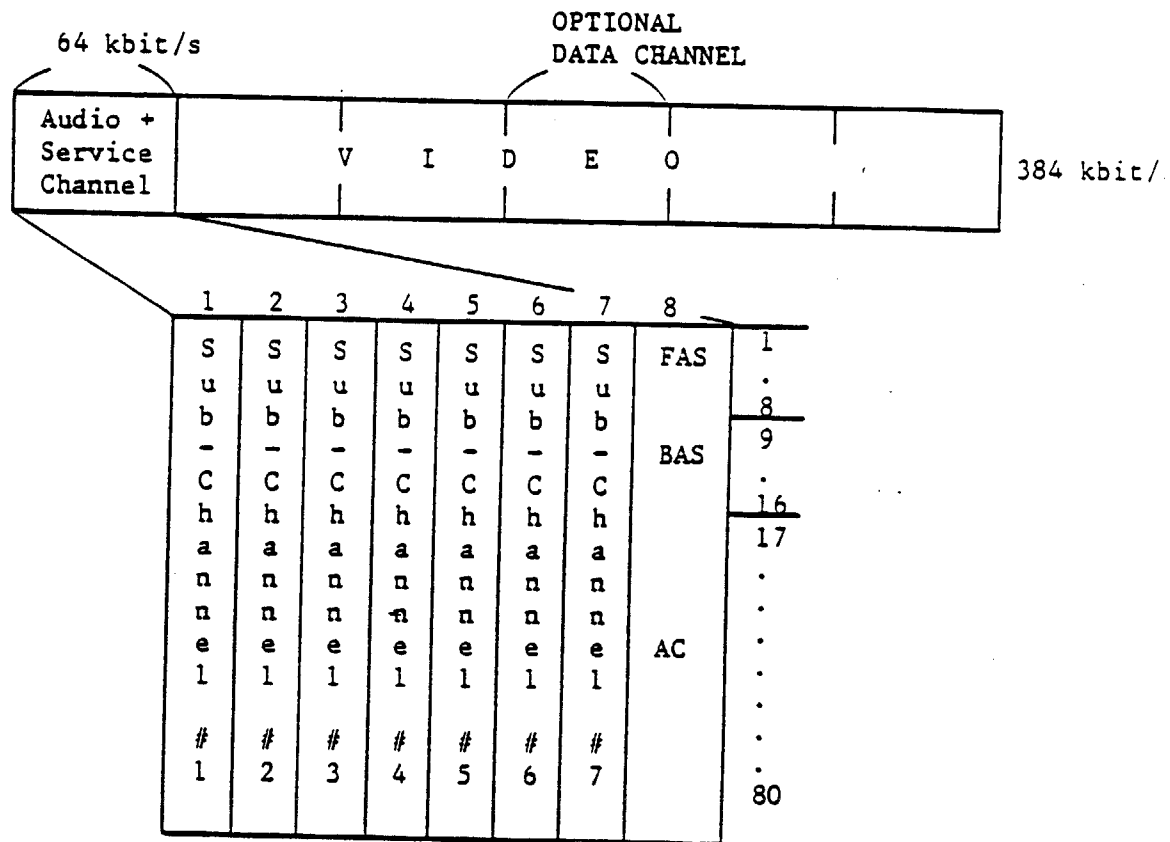 64 kbit/s
OPTIONAL
DATA CHANNEL
Audio +
Service
Channel
V I D E O
384 kbit/
1 2 3 4 5 6 7 8
Sub-Channel #1
Sub-Channel #2
Sub-Channel #3
Sub-Channel #4
Sub-Channel #5
Sub-Channel #6
Sub-Channel #7
FAS
BAS
AC
1
.
8
9
.
16
17
.
.
.
.
.
.
.
80